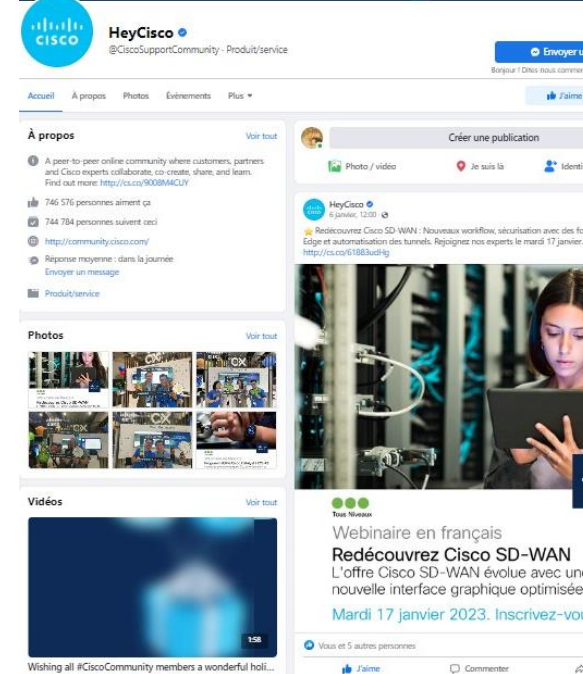 CISCO
HeyCisco
@CiscoSupportCommunity · Produit/service
Envoyer u
Bonjour ! Dites nous commen
Accueil À propos Photos Évènements Plus
J'aime
À propos Voir tout
A peer-to-peer online community where customers, partners
and Cisco experts collaborate, co-create, share, and learn.
Find out more: http://cs.co/9008M4CUY
746 576 personnes aiment ça
744 784 personnes suivent ceci
http://community.cisco.com/
Réponse moyenne : dans la journée
Envoyer un message
Produit/service
Photos Voir tout
CX
Vidéos Voir tout
1:58
Wishing all #CiscoCommunity members a wonderful holi...
Créer une publication
Photo / vidéo Je suis là Identi
HeyCisco
6 janvier, 12:00
Redécouvrez Cisco SD-WAN : Nouveaux workflow, sécurisation avec des fo
Edge et automatisation des tunnels. Rejoignez nos experts le mardi 17 janvier.
http://cs.co/61883udHg
Tous Niveaux
Webinaire en français
Redécouvrez Cisco SD-WAN
L'offre Cisco SD-WAN évolue avec une
nouvelle interface graphique optimisée
Mardi 17 janvier 2023. Inscrivez-vou
Vous et 5 autres personnes
J'aime Commenter